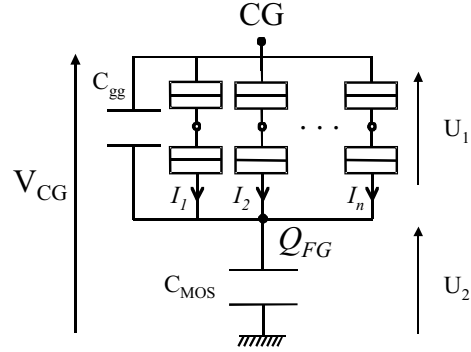 CG
C_gg
U_1
. . .
V_CG
I_1
I_2
I_n
Q_FG
C_MOS
U_2